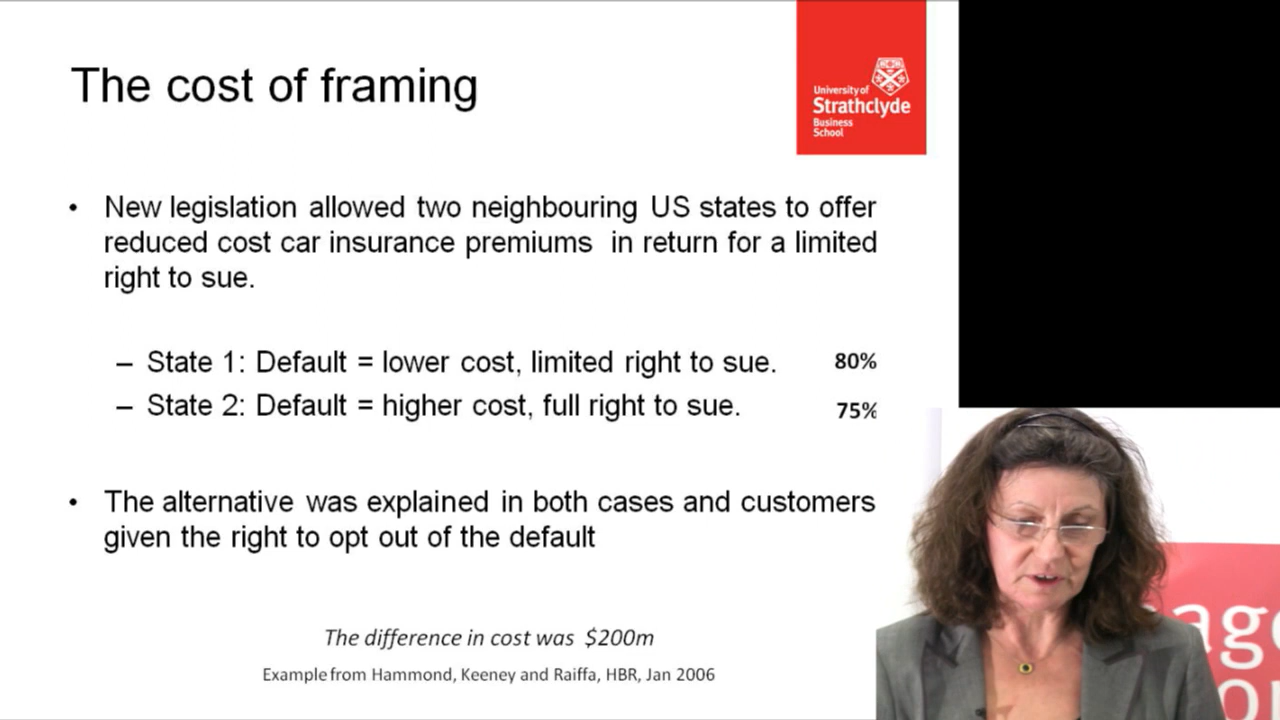 The cost of framing
University of
Strathclyde
Business
School
• New legislation allowed two neighbouring US states to offer
reduced cost car insurance premiums in return for a limited
right to sue.
– State 1: Default = lower cost, limited right to sue. 80%
– State 2: Default = higher cost, full right to sue. 75%
• The alternative was explained in both cases and customers
given the right to opt out of the default
The difference in cost was $200m
Example from Hammond, Keeney and Raiffa, HBR, Jan 2006